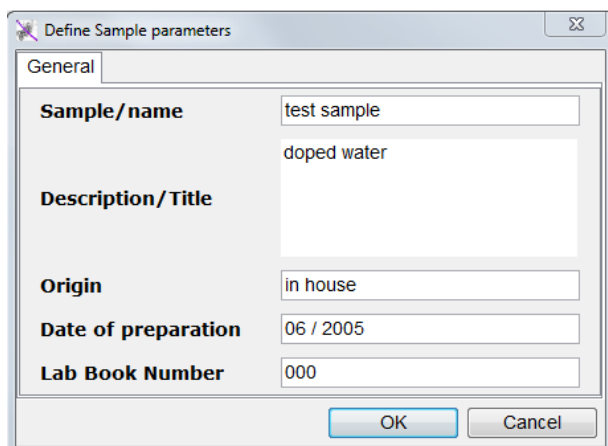 Define Sample parameters
General
Sample/name test sample
Description/Title doped water
Origin in house
Date of preparation 06 / 2005
Lab Book Number 000
OK Cancel